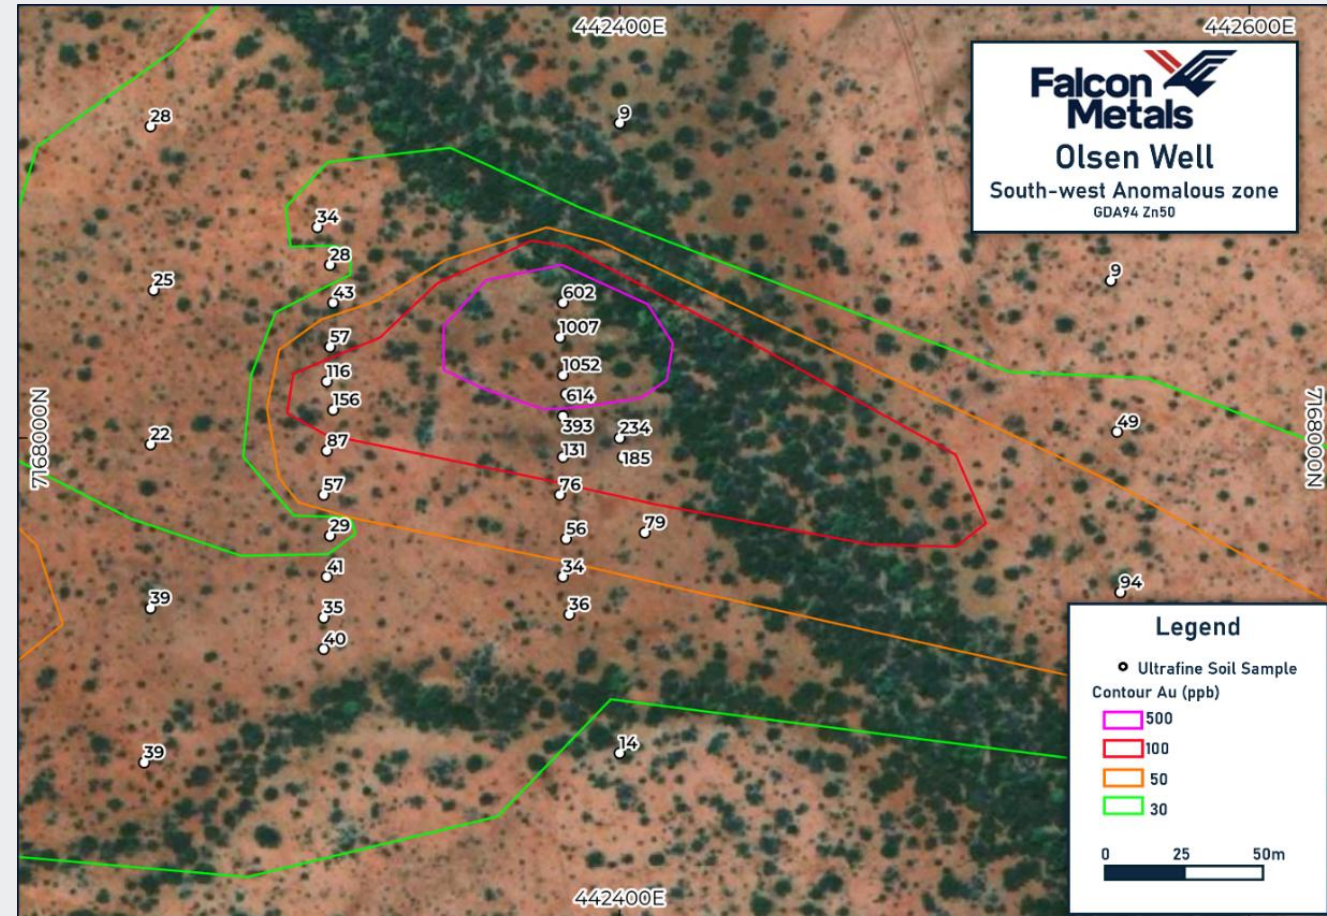 442400E
442600E
Falcon
Metals
Olsen Well
South-west Anomalous zone
GDA94 Zn50
28
9
34
28
25
9
43
602
57
1007
116
1052
156
614
393
22
87
234
49
131
185
57
76
29
56
79
41
34
94
39
35
36
40
39
14
7168000N
7168000N
Legend
Ultrafine Soil Sample
Contour Au (ppb)
500
100
50
30
0 25 50m
442400E